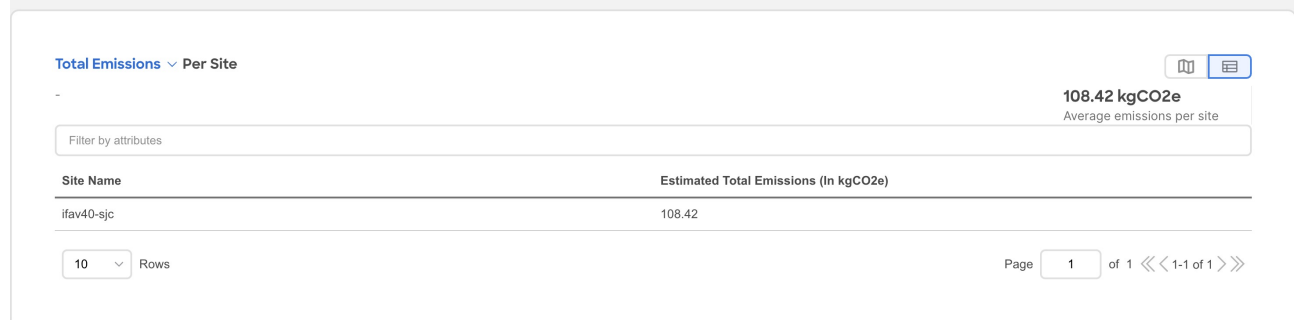 Total Emissions Per Site
-
108.42 kgCO2e
Average emissions per site
Filter by attributes
Site Name Estimated Total Emissions (In kgCO2e)
ifav40-sjc 108.42
10 Rows Page 1 of 1 1-1 of 1